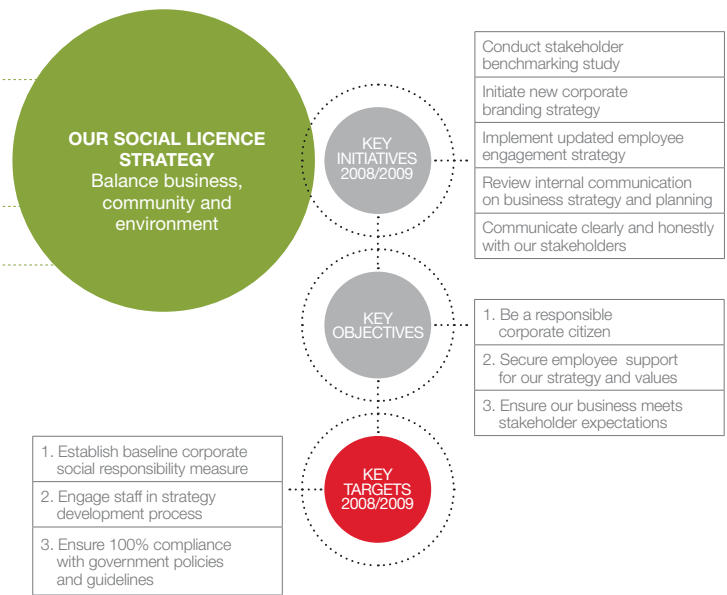 OUR SOCIAL LICENCE
STRATEGY
Balance business,
community and
environment
KEY
INITIATIVES
2008/2009
Conduct stakeholder
benchmarking study
Initiate new corporate
branding strategy
Implement updated employee
engagement strategy
Review internal communication
on business strategy and planning
Communicate clearly and honestly
with our stakeholders
KEY
OBJECTIVES
1. Be a responsible
corporate citizen
2. Secure employee support
for our strategy and values
3. Ensure our business meets
stakeholder expectations
KEY
TARGETS
2008/2009
1. Establish baseline corporate
social responsibility measure
2. Engage staff in strategy
development process
3. Ensure 100% compliance
with government policies
and guidelines